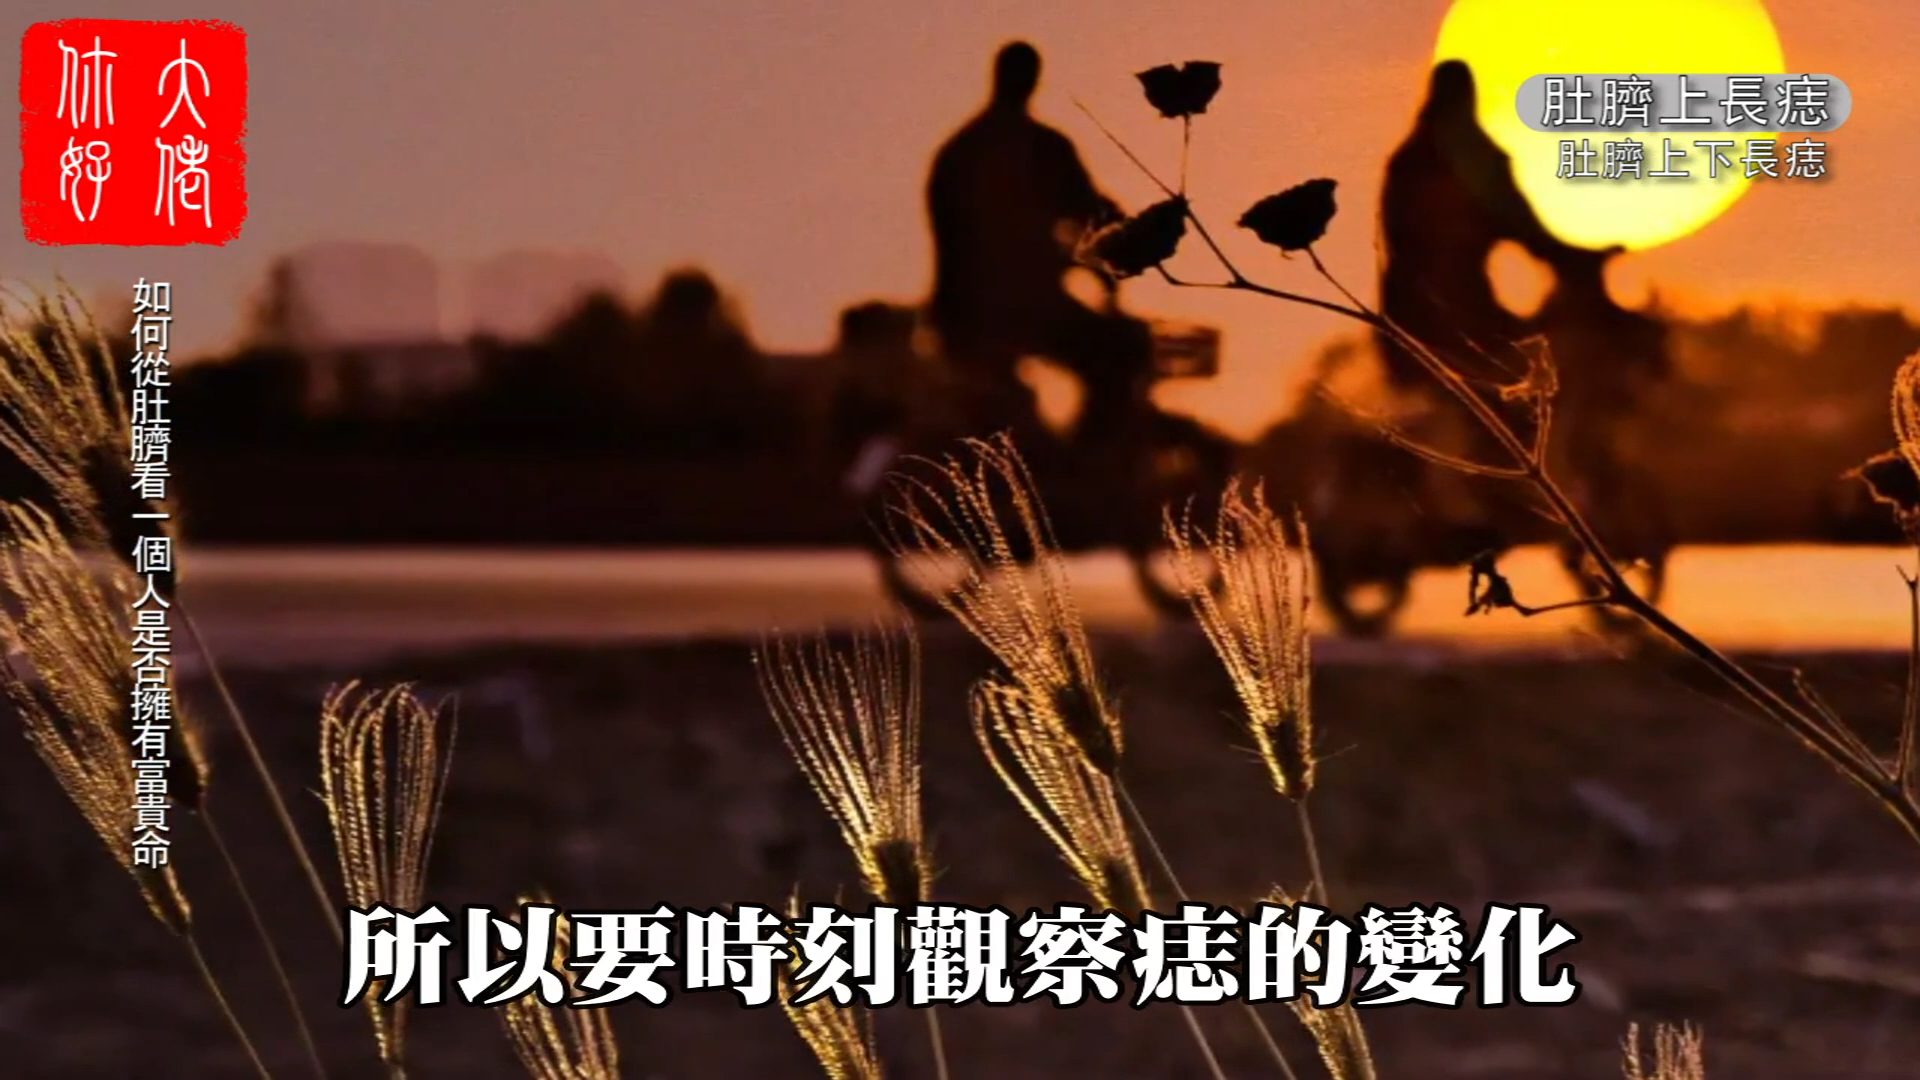 大佬
你好
肚臍上長痣
肚臍上下長痣
如何從肚臍看一個人是否擁有富貴命
所以要時刻觀察痣的變化